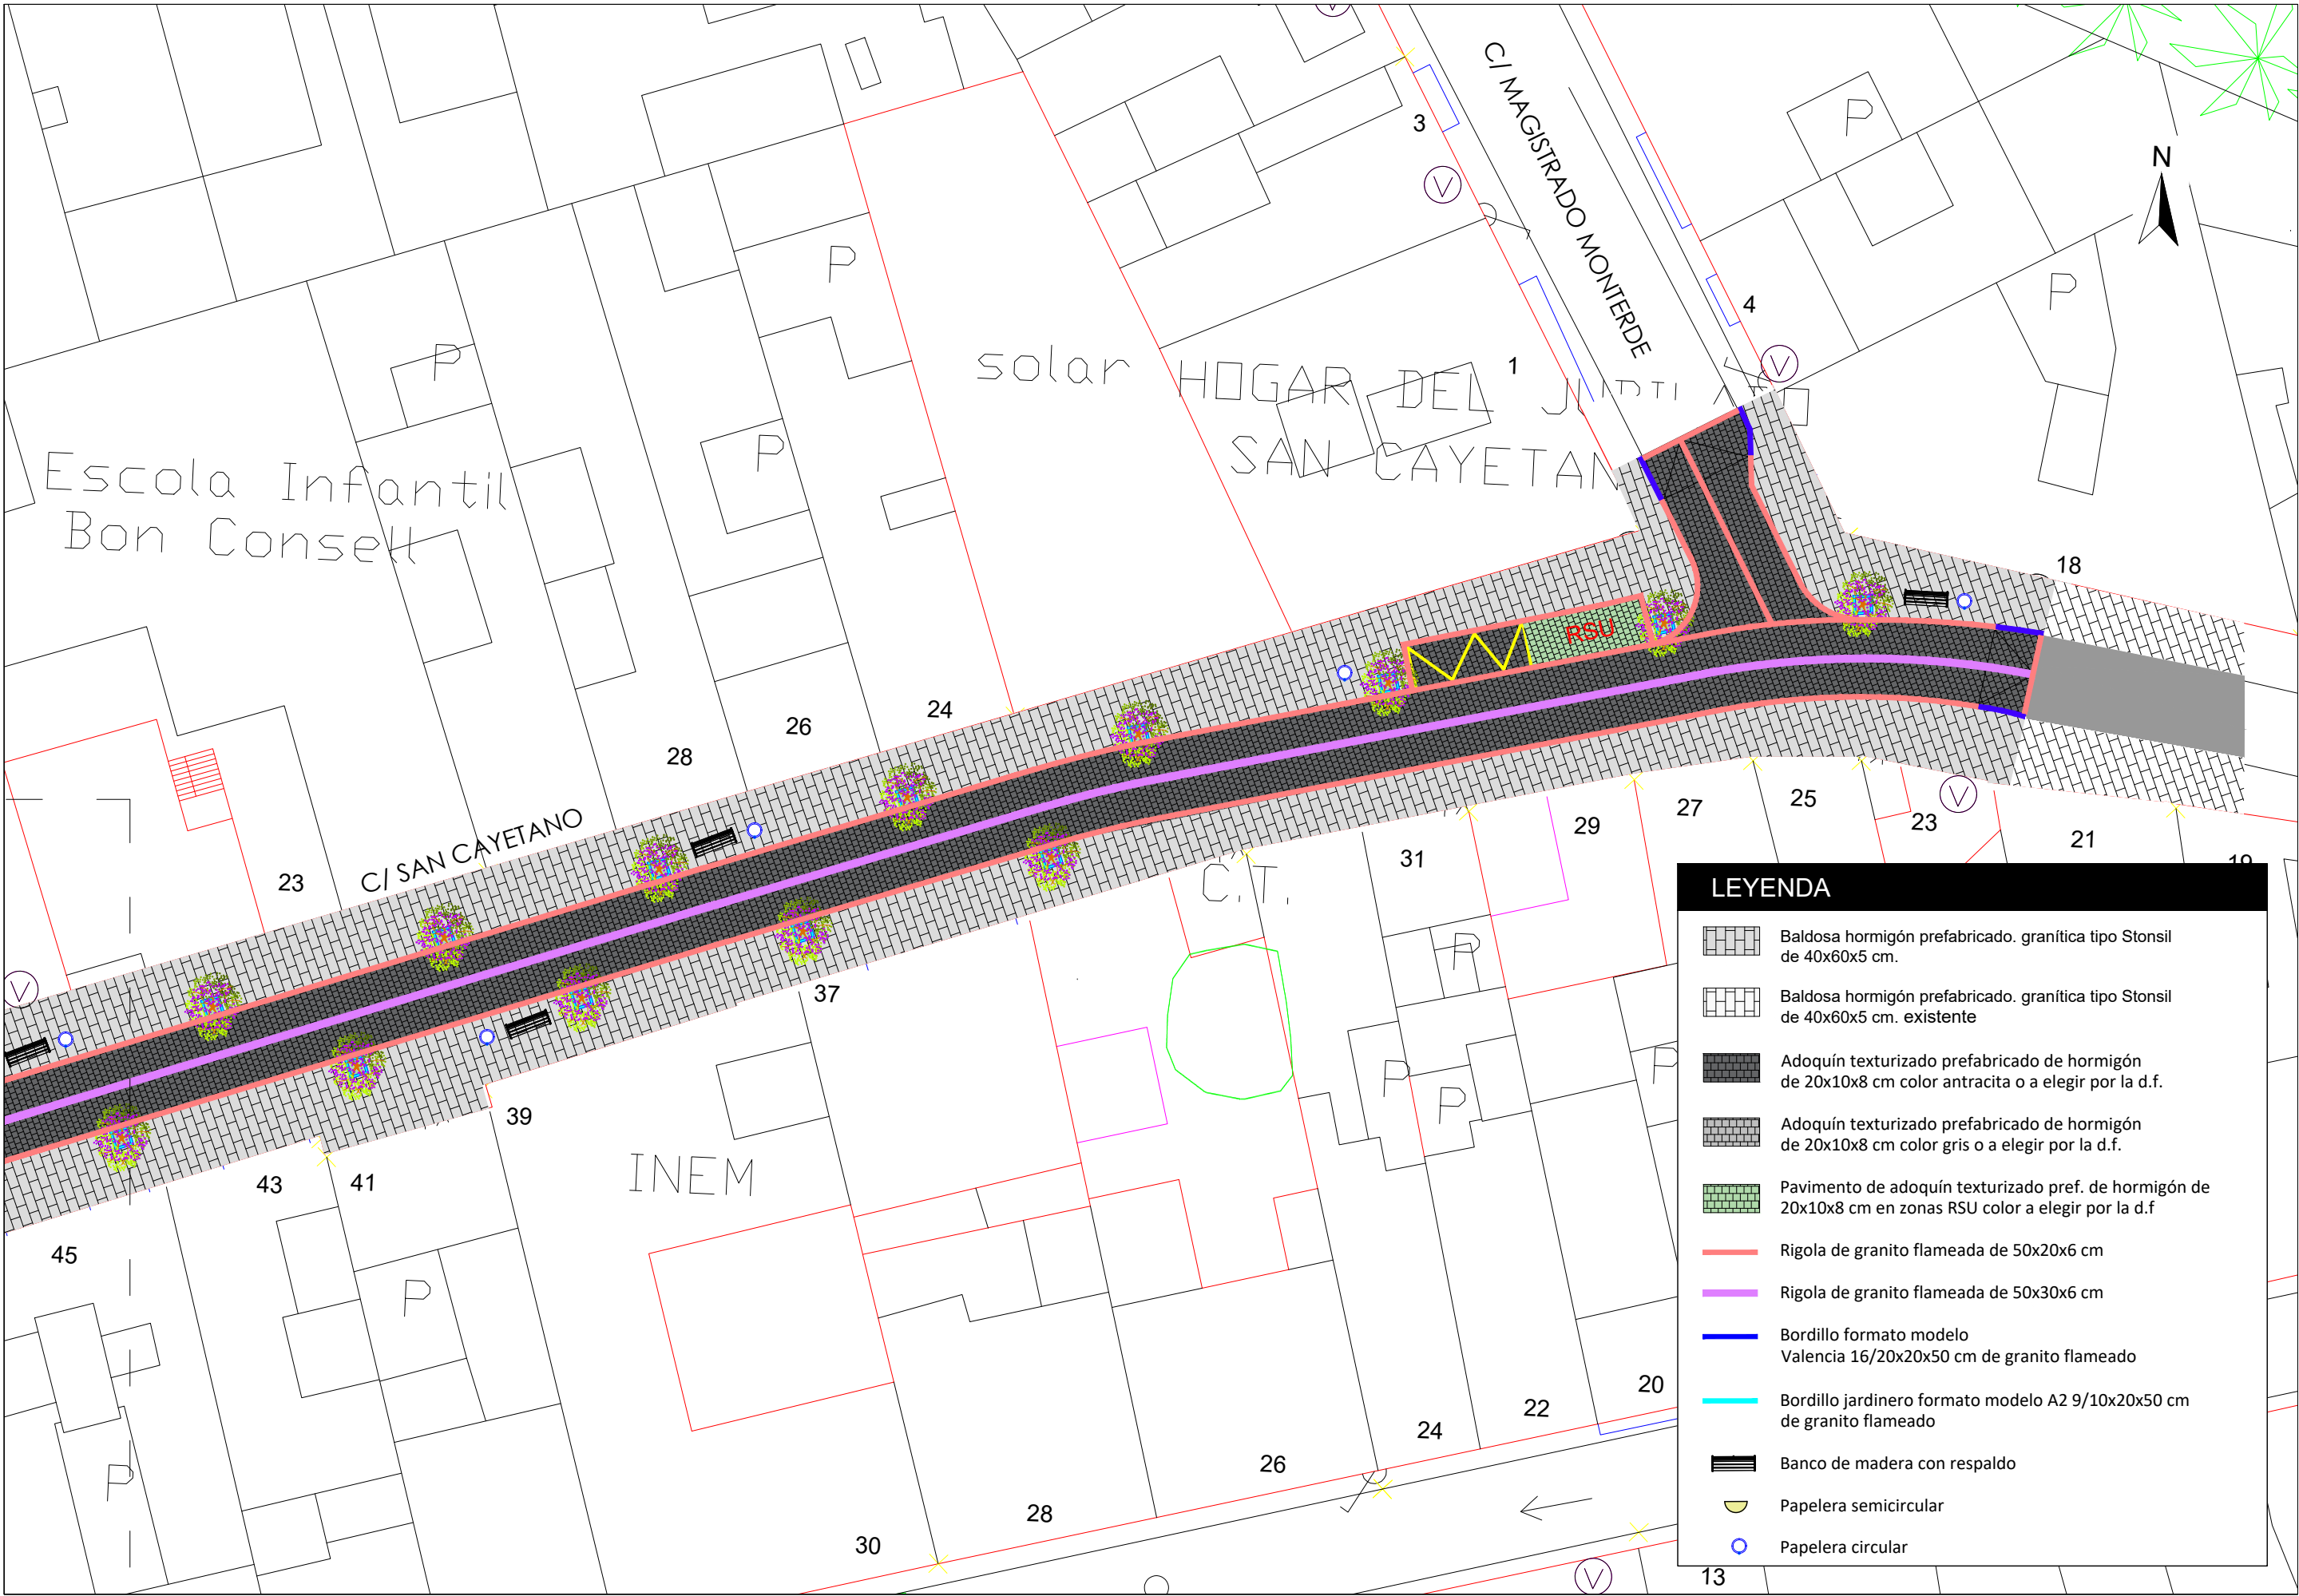 C/ MAGISTRADO MONTERDE
3
P
N
P
P
4
solar
HOGAR DEL
SAN CAYETAN
1
P
P
Escola Infantil
Bon Consell
18
RSU
24
26
28
C/ SAN CAYETANO
23
27
25
23
21
29
31
C.T.
37
39
41
43
45
INEM
P
P
P
P
P
P
20
22
24
26
28
30
13
LEYENDA
Baldosa hormigón prefabricado. granítica tipo Stonsil
de 40x60x5 cm.
Baldosa hormigón prefabricado. granítica tipo Stonsil
de 40x60x5 cm. existente
Adoquín texturizado prefabricado de hormigón
de 20x10x8 cm color antracita o a elegir por la d.f.
Adoquín texturizado prefabricado de hormigón
de 20x10x8 cm color gris o a elegir por la d.f.
Pavimento de adoquín texturizado pref. de hormigón de
20x10x8 cm en zonas RSU color a elegir por la d.f
Rigola de granito flameada de 50x20x6 cm
Rigola de granito flameada de 50x30x6 cm
Bordillo formato modelo
Valencia 16/20x20x50 cm de granito flameado
Bordillo jardinero formato modelo A2 9/10x20x50 cm
de granito flameado
Banco de madera con respaldo
Papelera semicircular
Papelera circular